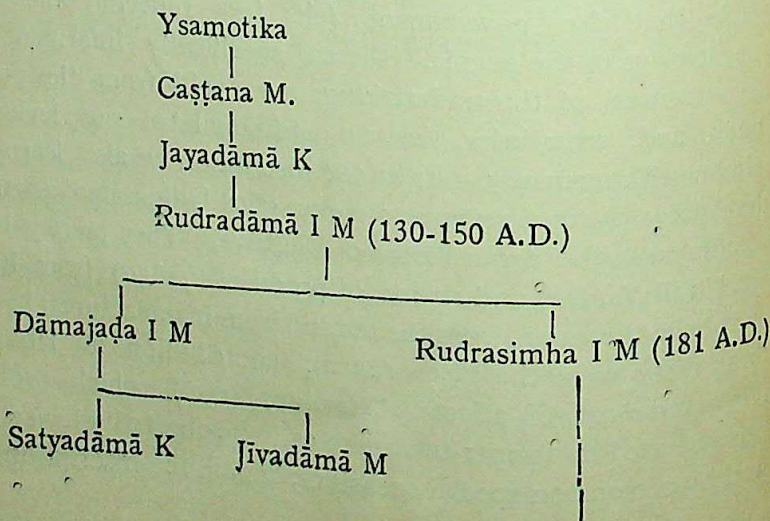 Ysamotika
Caṣṭana M.
Jayadāmā K
Rudradāmā I M (130-150 A.D.)
Dāmajaḍa I M
Rudrasimha I M (181 A.D.)
Satyadāmā K
Jīvadāmā M